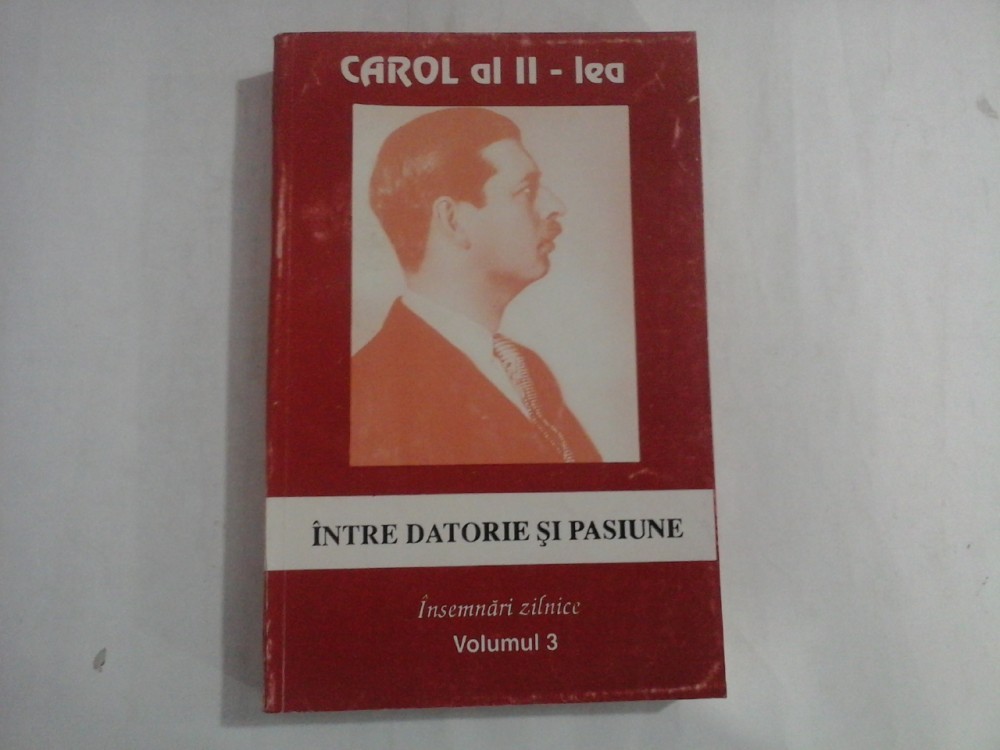 CAROL al II - lea
ÎNTRE DATORIE ŞI PASIUNE
Însemnări zilnice
Volumul 3